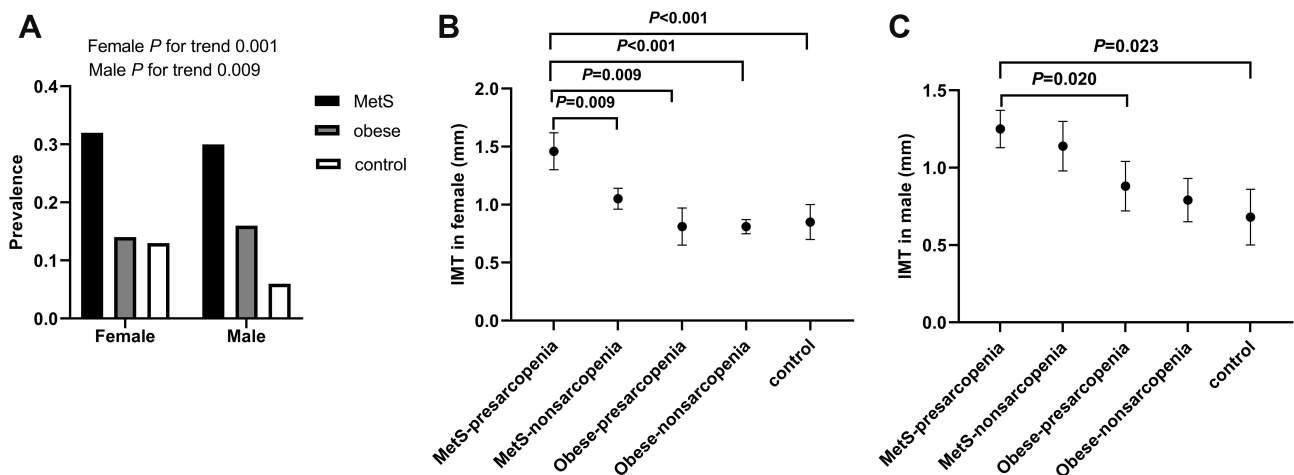 A
Female P for trend 0.001
Male P for trend 0.009
0.4
0.3
0.2
0.1
0.0
Prevalence
Female
Male
MetS
obese
control
B
P<0.001
P<0.001
P=0.009
P=0.009
2.0
1.5
1.0
0.5
0.0
IMT in female (mm)
MetS-presarcopenia
MetS-nonsarcopenia
Obese-presarcopenia
Obese-nonsarcopenia
control
C
P=0.023
P=0.020
1.5
1.0
0.5
0.0
IMT in male (mm)
MetS-presarcopenia
MetS-nonsarcopenia
Obese-presarcopenia
Obese-nonsarcopenia
control